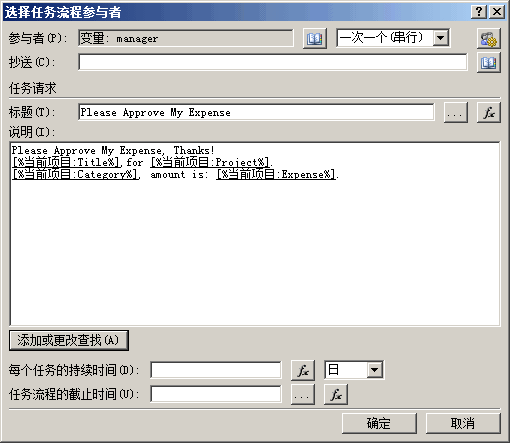 选择任务流程参与者
参与者(P): 变量: manager 一次一个(串行)
抄送(C):
任务请求
标题(T): Please Approve My Expense ... fx
说明(I):
Please Approve My Expense, Thanks!
[%当前项目:Title%],for [%当前项目:Project%].
[%当前项目:Category%], amount is: [%当前项目:Expense%].
添加或更改查找(A)
每个任务的持续时间(D): fx 日
任务流程的截止时间(U): ... fx
确定 取消